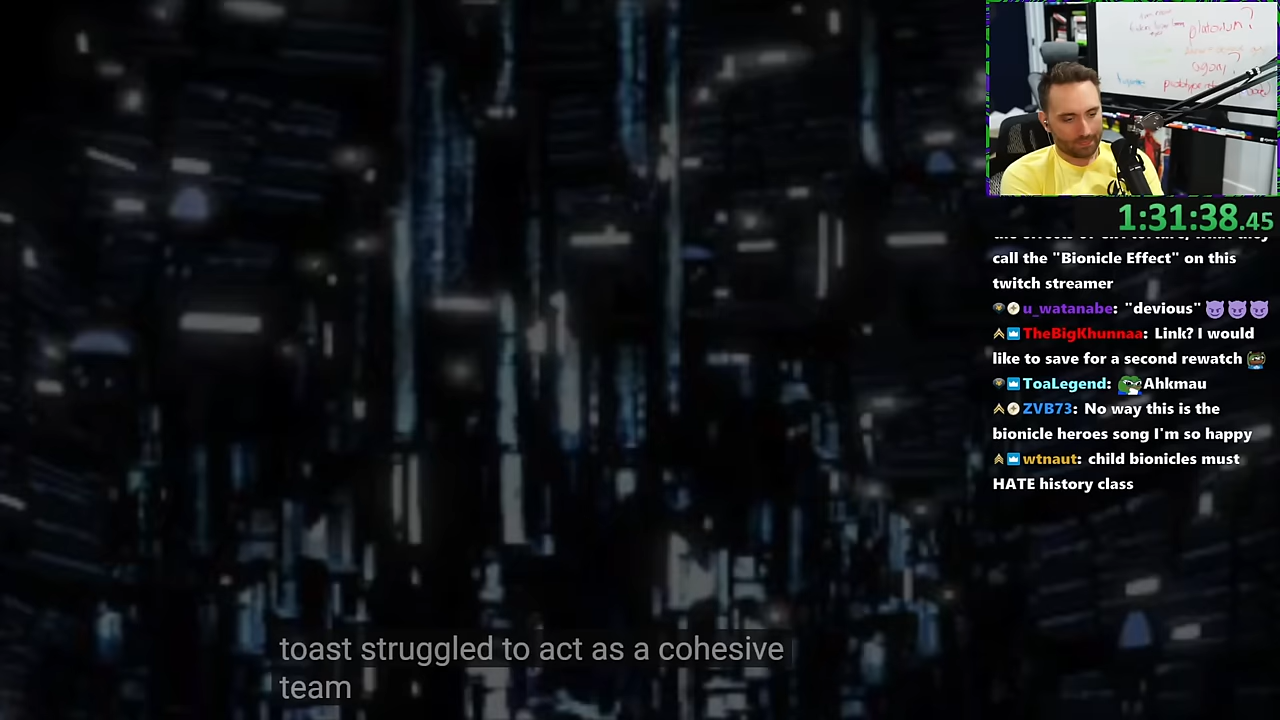 platonian?
agory?
1:31:38.45
call the "Bionicle Effect" on this
twitch streamer
u_watanabe: "devious" 😈😈😈
TheBigKhunnaa: Link? I would
like to save for a second rewatch
ToaLegend: Ahkmau
ZVB73: No way this is the
bionicle heroes song I'm so happy
wtnaut: child bionicles must
HATE history class
toast struggled to act as a cohesive
team